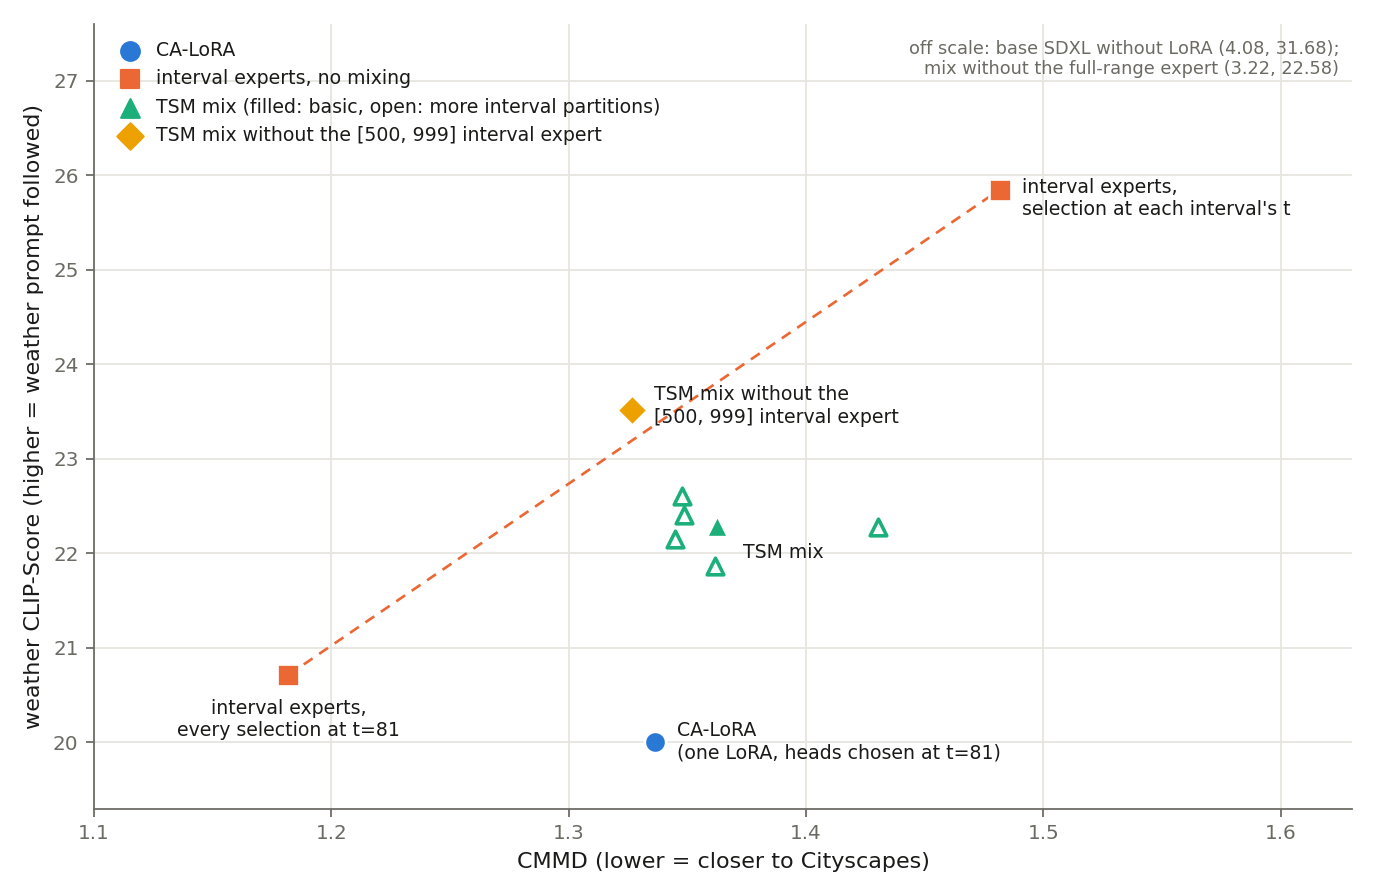 CA-LoRA
interval experts, no mixing
TSM mix (filled: basic, open: more interval partitions)
TSM mix without the [500, 999] interval expert
off scale: base SDXL without LoRA (4.08, 31.68);
mix without the full-range expert (3.22, 22.58)
weather CLIP-Score (higher = weather prompt followed)
27
26
25
24
23
22
21
20
interval experts,
selection at each interval's t
TSM mix without the
[500, 999] interval expert
TSM mix
interval experts,
every selection at t=81
CA-LoRA
(one LoRA, heads chosen at t=81)
1.1
1.2
1.3
1.4
1.5
1.6
CMMD (lower = closer to Cityscapes)